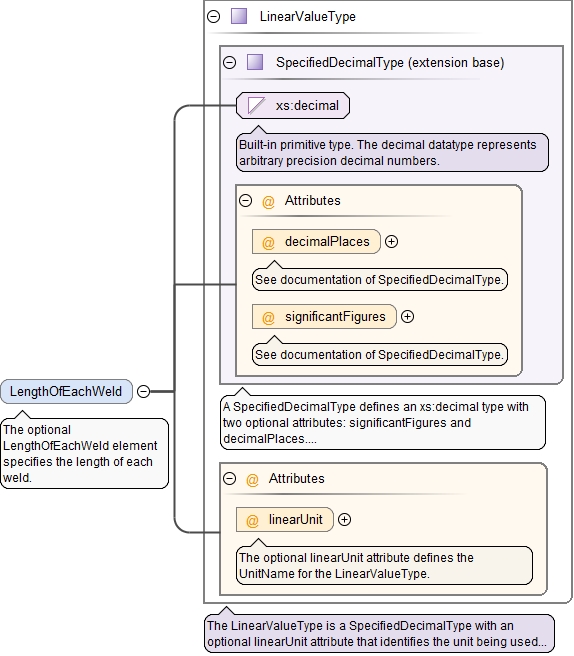 LinearValueType
SpecifiedDecimalType (extension base)
xs:decimal
Built-in primitive type. The decimal datatype represents
arbitrary precision decimal numbers.
@ Attributes
@ decimalPlaces
See documentation of SpecifiedDecimalType.
@ significantFigures
See documentation of SpecifiedDecimalType.
LengthOfEachWeld
The optional
LengthOfEachWeld element
specifies the length of each
weld.
A SpecifiedDecimalType defines an xs:decimal type with
two optional attributes: significantFigures and
decimalPlaces....
@ Attributes
@ linearUnit
The optional linearUnit attribute defines the
UnitName for the LinearValueType.
The LinearValueType is a SpecifiedDecimalType with an
optional linearUnit attribute that identifies the unit being used...